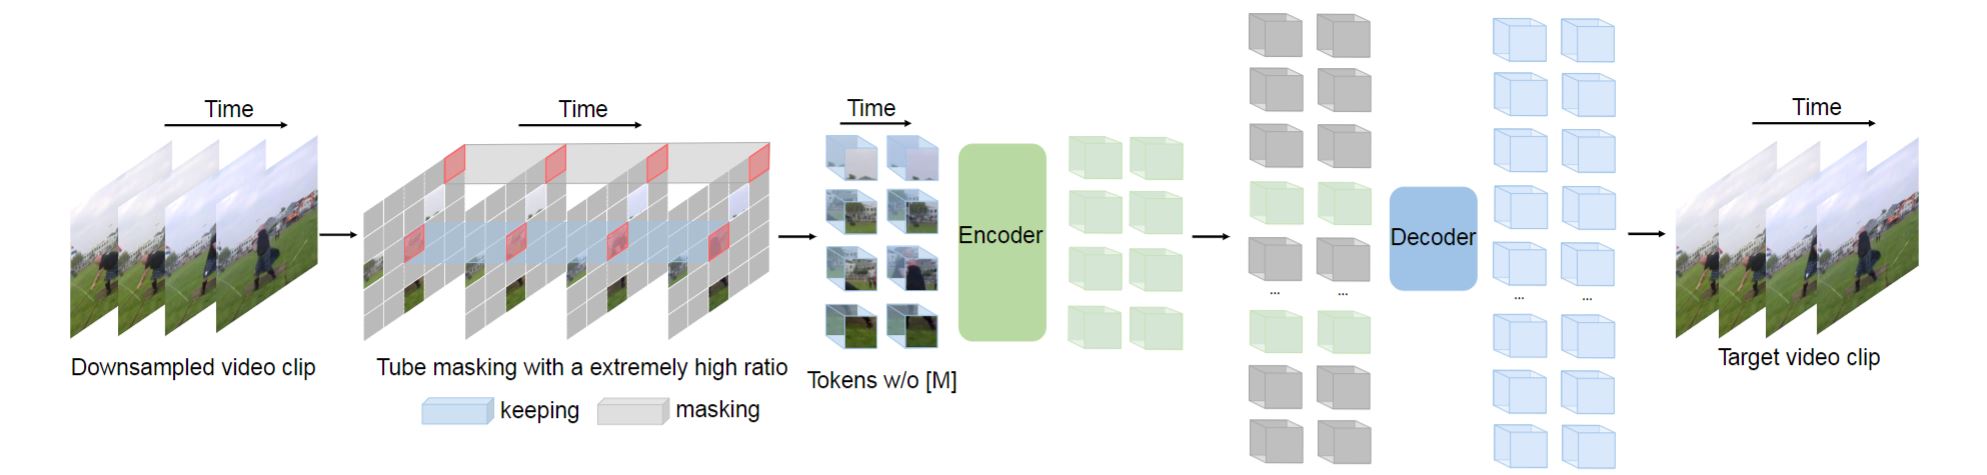 Time
Time
Time
Time
Encoder
Decoder
...
...
...
...
Downsampled video clip
Tube masking with a extremely high ratio
Tokens w/o [M]
Target video clip
keeping
masking